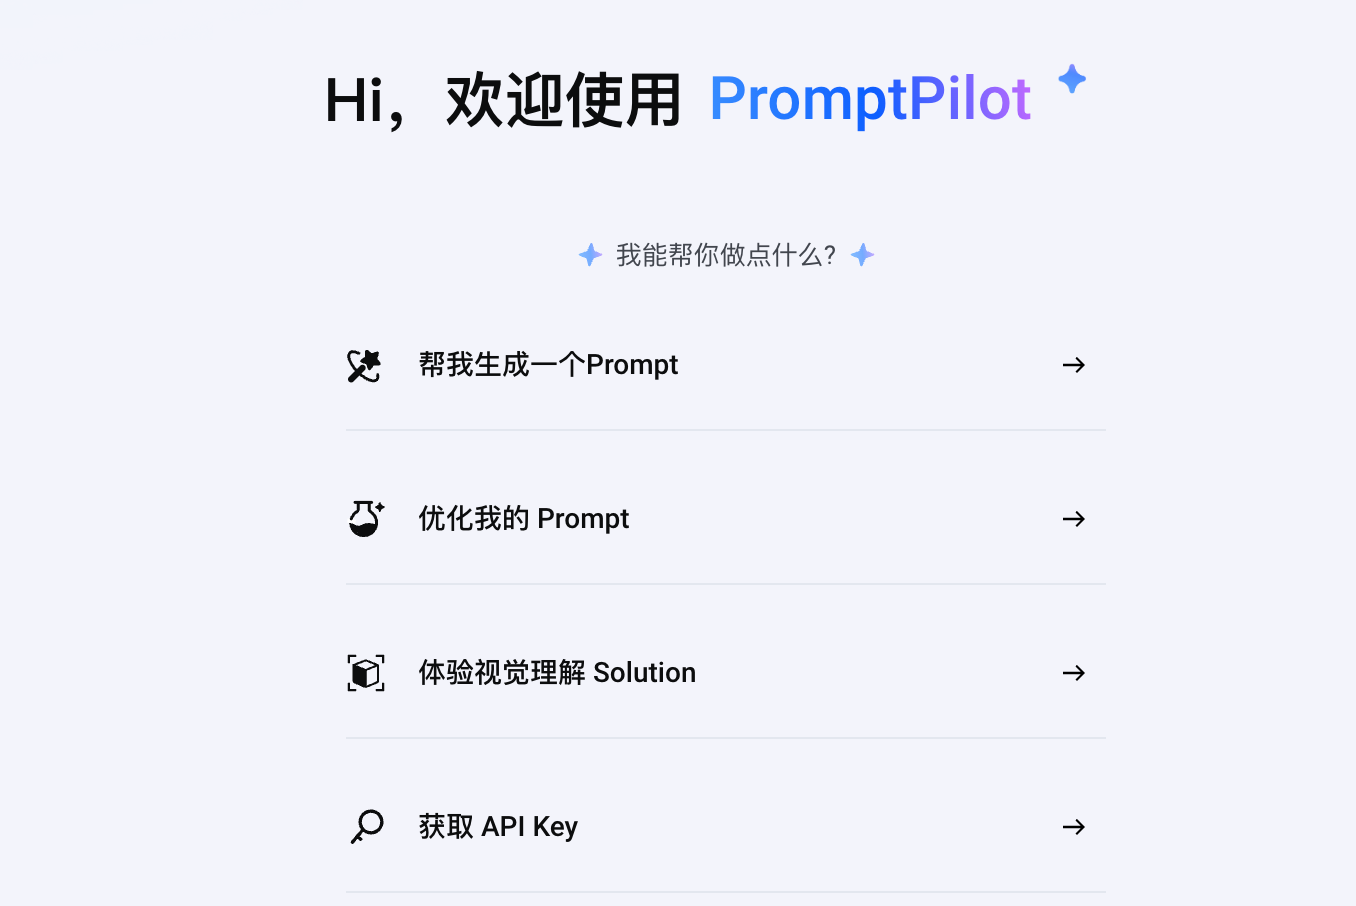 Hi，欢迎使用 PromptPilot
我能帮你做点什么?
帮我生成一个Prompt
优化我的 Prompt
体验视觉理解 Solution
获取 API Key